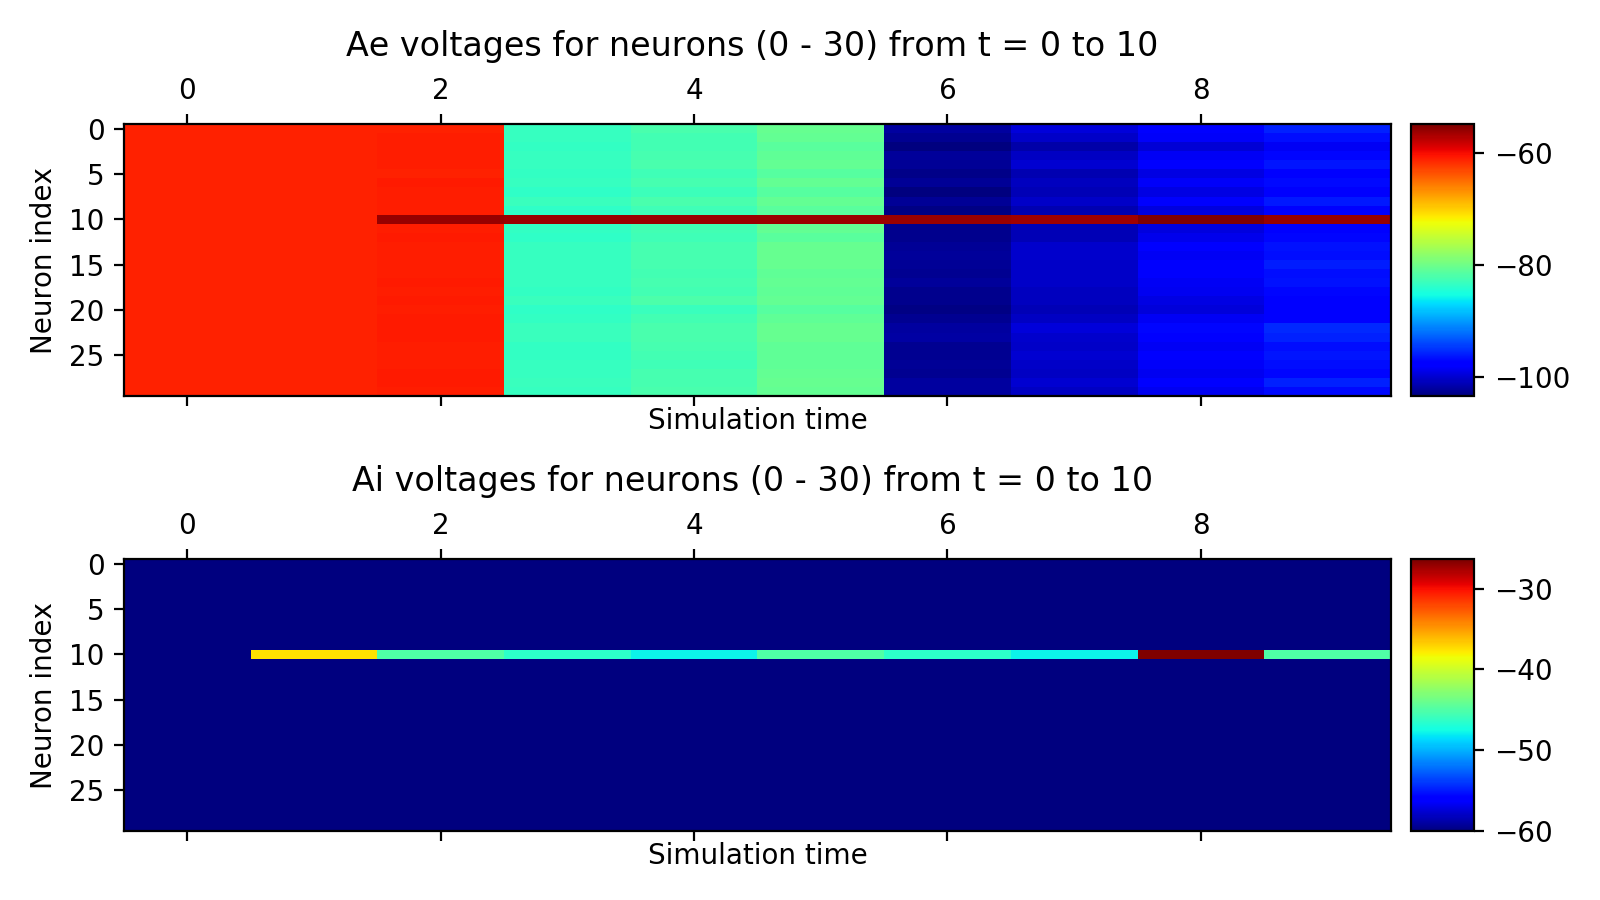 Ae voltages for neurons (0 - 30) from t = 0 to 10
0 2 4 6 8
Neuron index
0
5
10
15
20
25
−60
−80
−100
Simulation time
Ai voltages for neurons (0 - 30) from t = 0 to 10
0 2 4 6 8
Neuron index
0
5
10
15
20
25
−30
−40
−50
−60
Simulation time